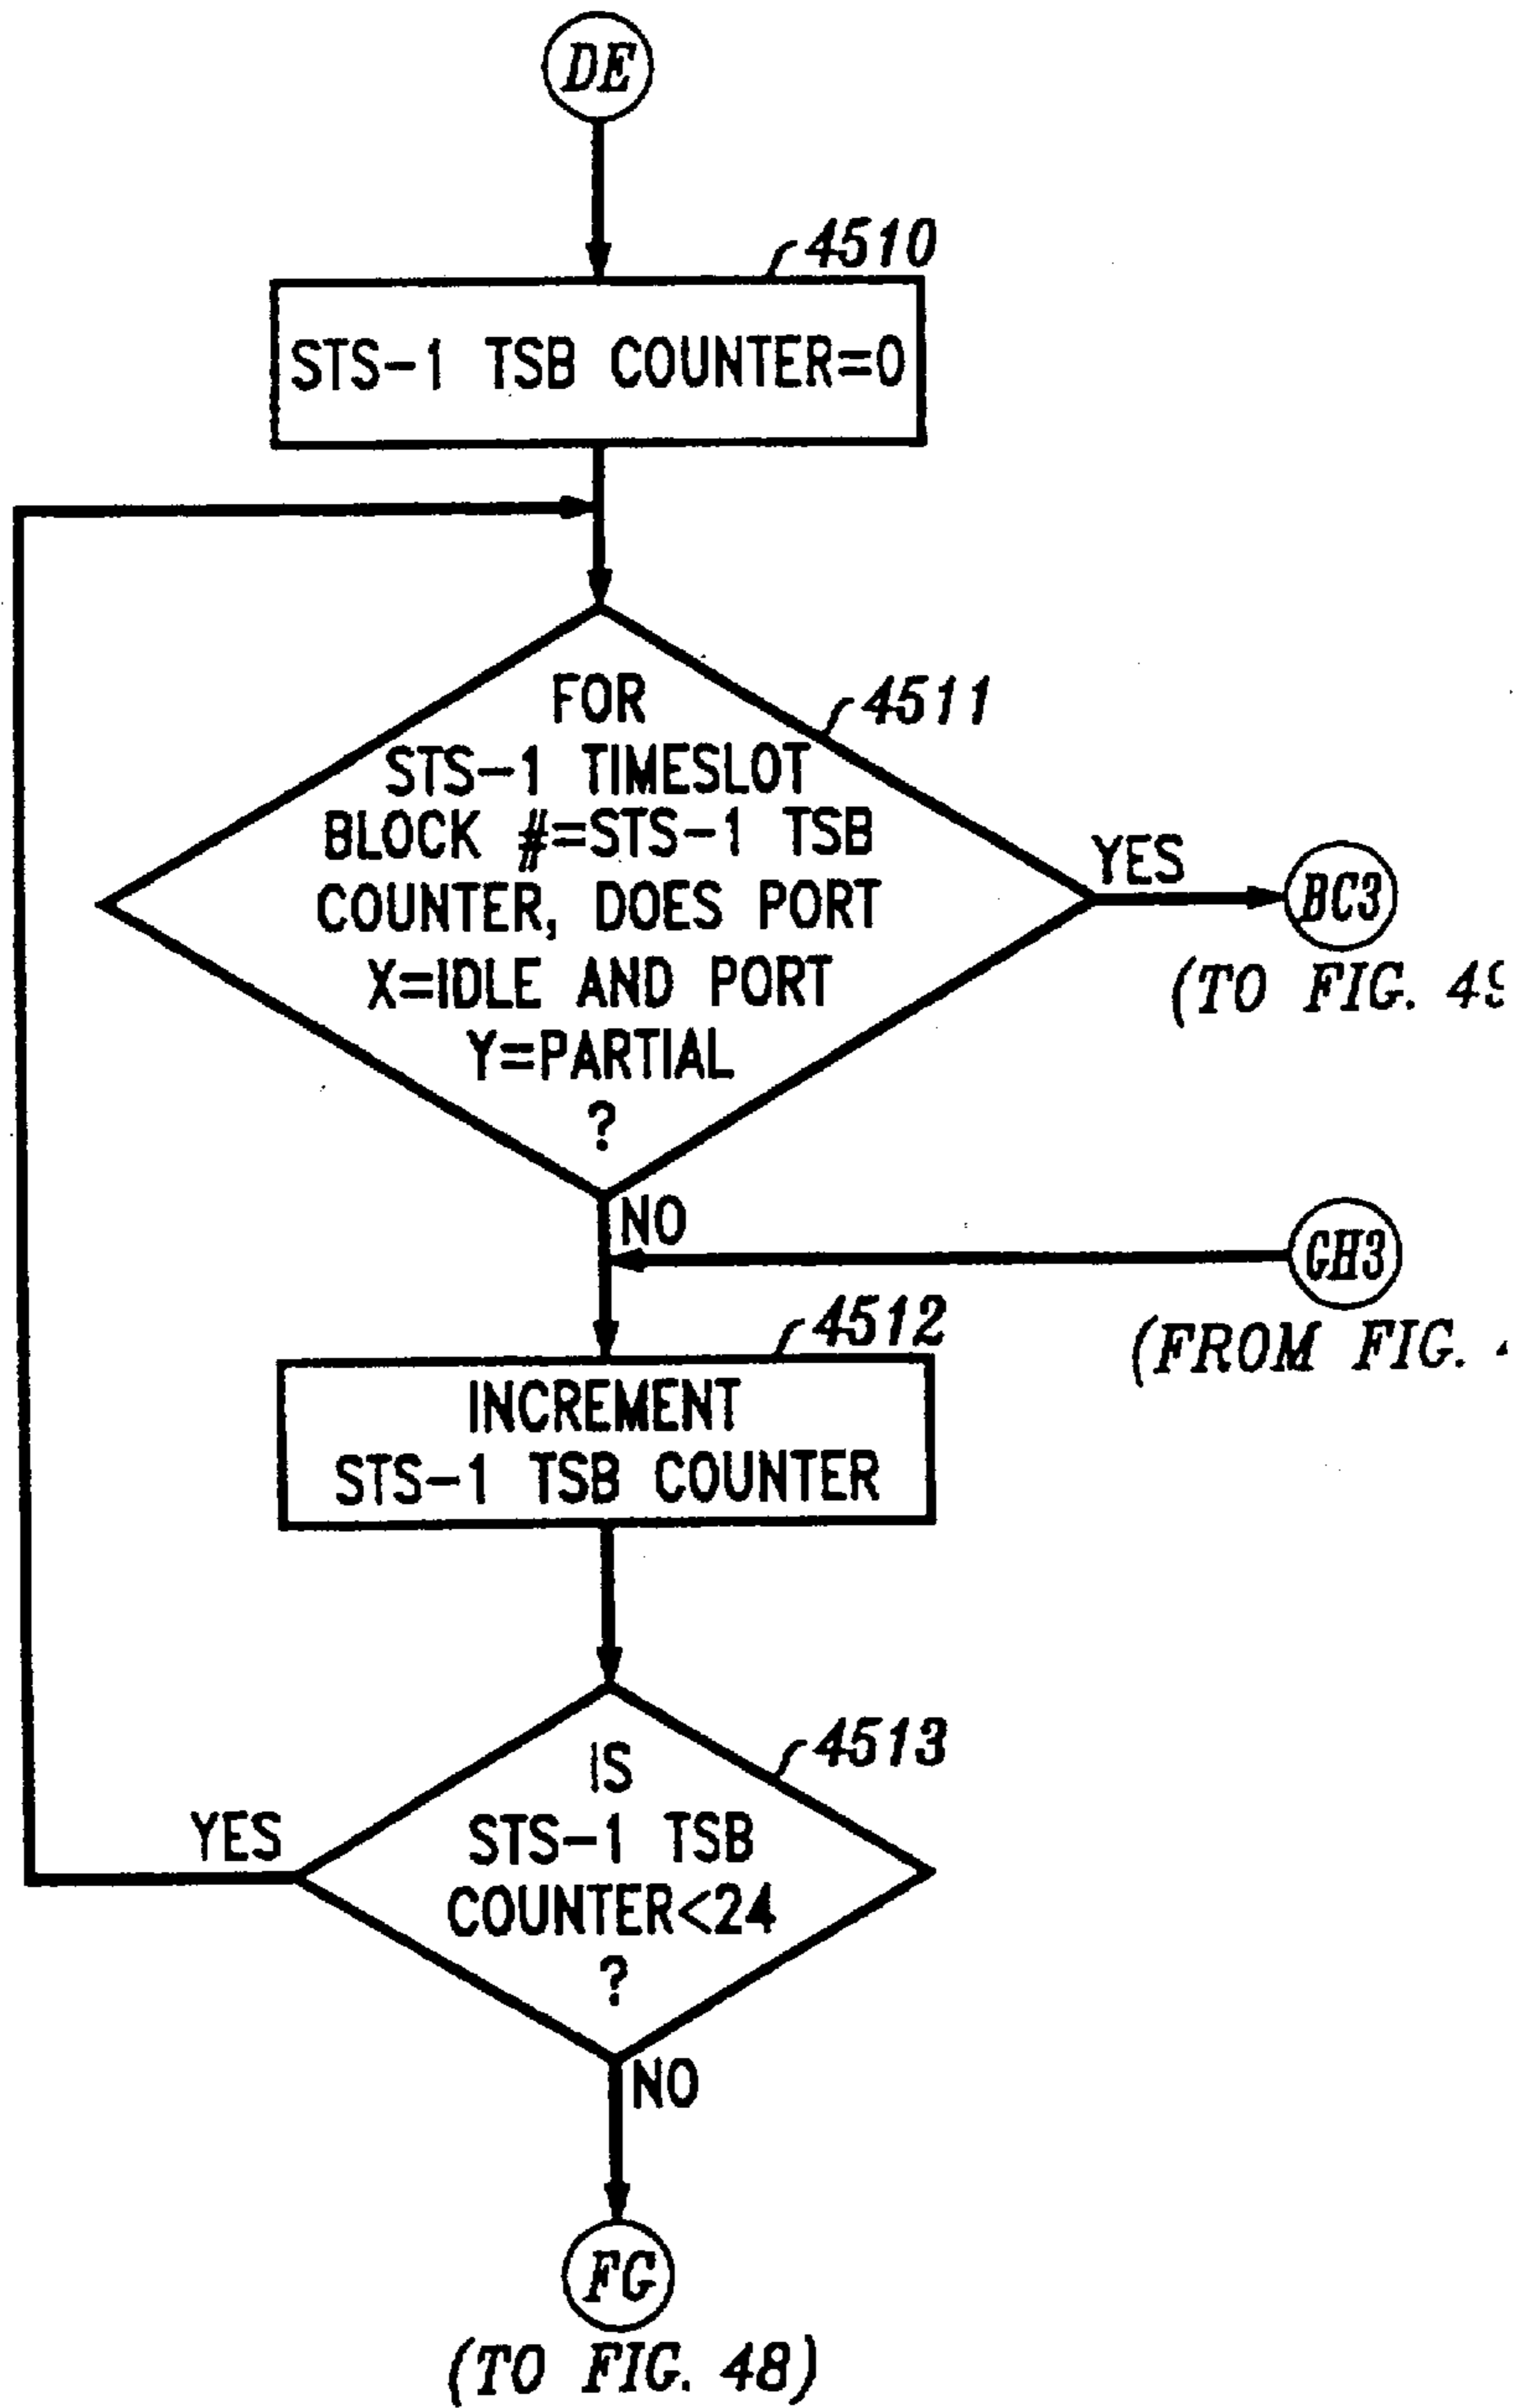 DE
4510
STS-1 TSB COUNTER=0
FOR
4511
STS-1 TIMESLOT
BLOCK #=STS-1 TSB
COUNTER, DOES PORT
X=IDLE AND PORT
Y=PARTIAL
?
YES
BC3
(TO FIG.
NO
GH3
(FROM FIG.
4512
INCREMENT
STS-1 TSB COUNTER
4513
IS
STS-1 TSB
COUNTER<24
?
YES
NO
FG
(TO FIG. 48)